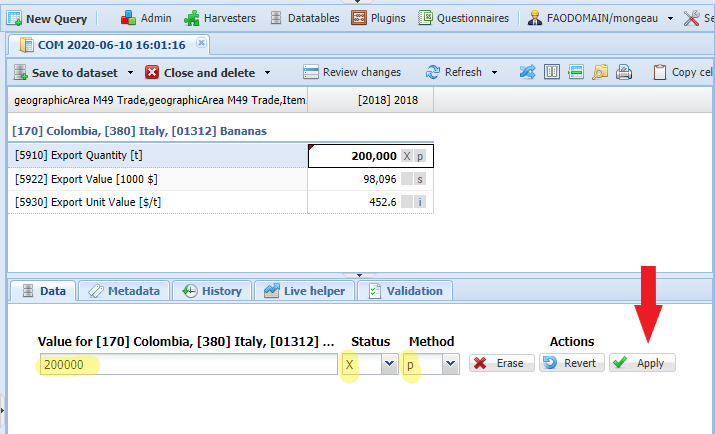 New Query Admin Harvesters Datatables Plugins Questionnaires FAODOMAIN/mongeau Se
COM 2020-06-10 16:01:16
Save to dataset Close and delete Review changes Refresh Copy cel
geographicArea M49 Trade,geographicArea M49 Trade,Item. [2018] 2018
[170] Colombia, [380] Italy, [01312] Bananas
[5910] Export Quantity [t] 200,000 X p
[5922] Export Value [1000 $] 98,096 s
[5930] Export Unit Value [$/t] 452.6 i
Data Metadata History Live helper Validation
Value for [170] Colombia, [380] Italy, [01312] ... Status Method Actions
200000 X p Erase Revert Apply